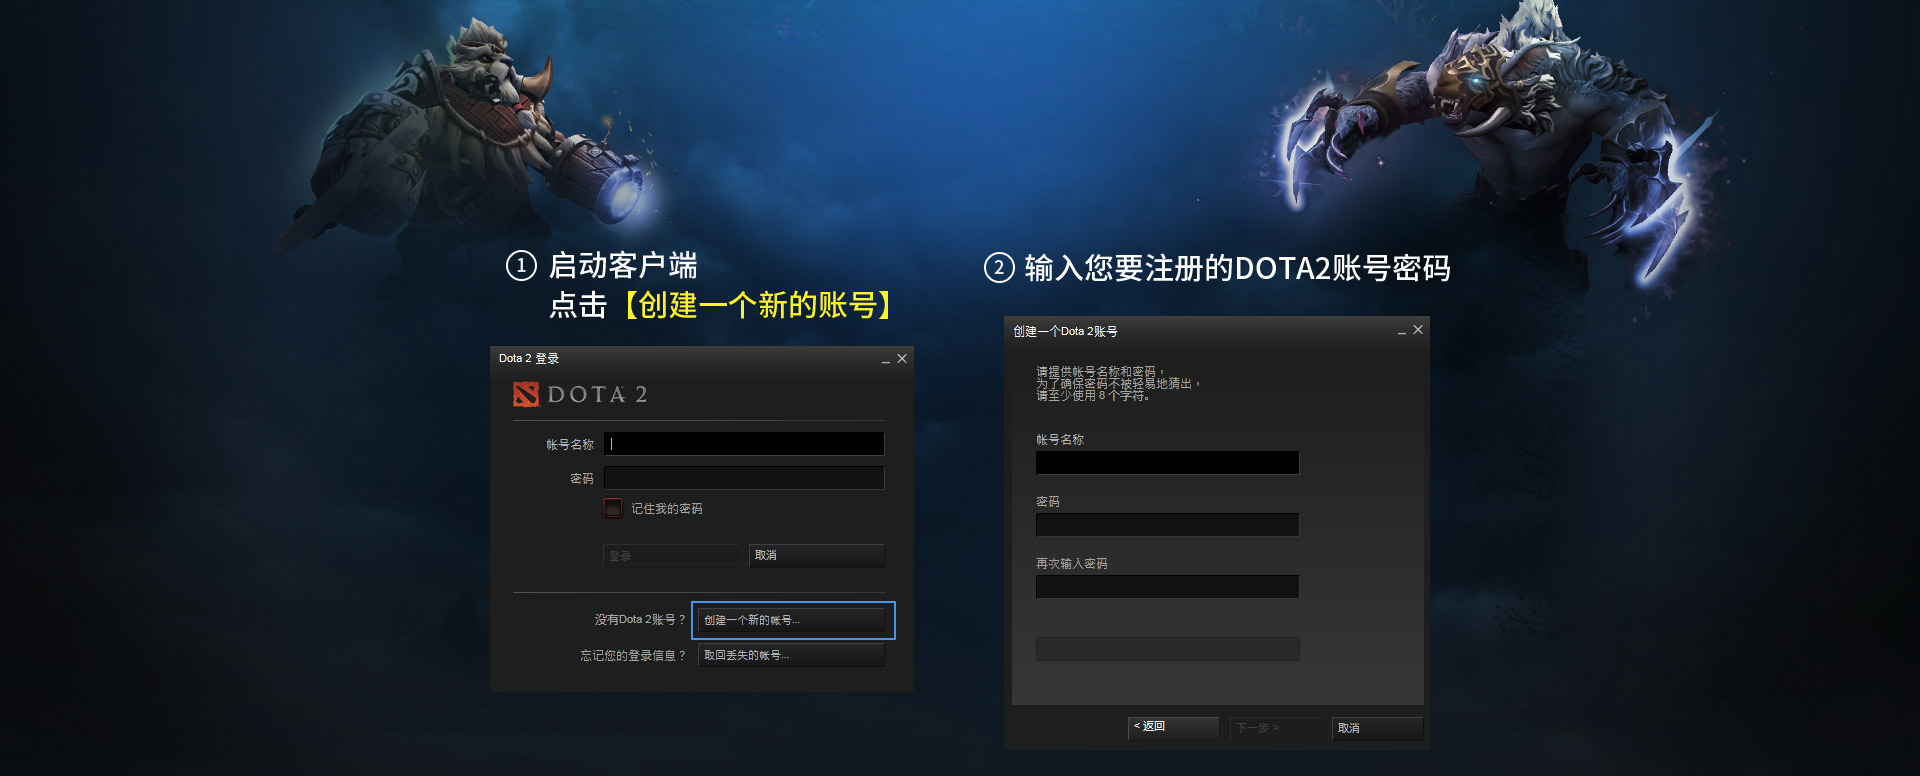 ① 启动客户端
点击【创建一个新的账号】
Dota 2 登录
DOTA 2
帐号名称
密码
记住我的密码
登录
取消
没有Dota 2账号？
创建一个新的帐号...
忘记您的登录信息？
取回丢失的帐号...
② 输入您要注册的DOTA2账号密码
创建一个Dota 2账号
请提供帐号名称和密码，
为了确保密码不被轻易地猜出，
请至少使用 8 个字符。
帐号名称
密码
再次输入密码
< 返回
下一步 >
取消